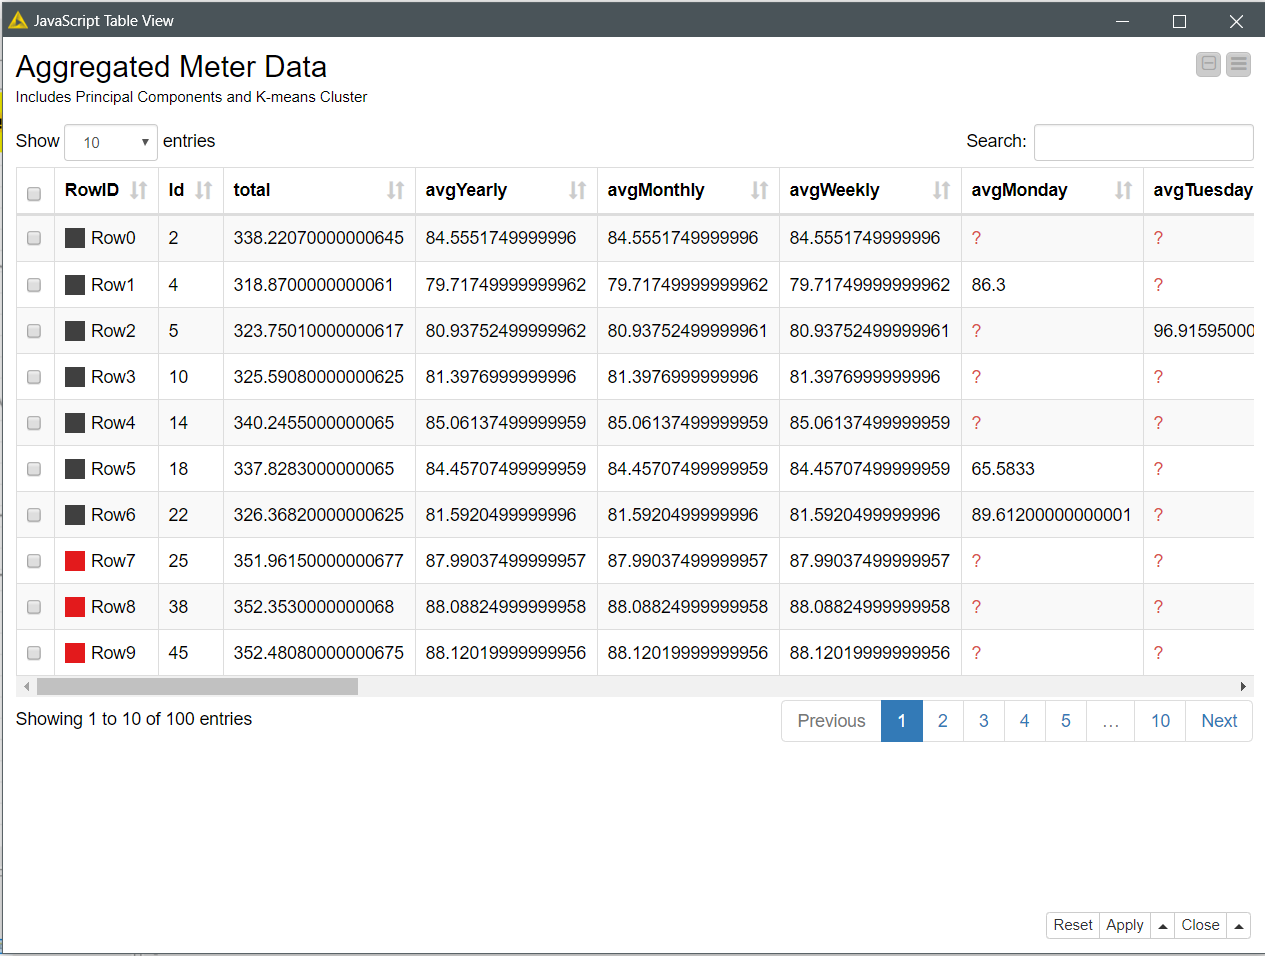 JavaScript Table View
Aggregated Meter Data
Includes Principal Components and K-means Cluster
Show 10 entries Search:
RowID Id total avgYearly avgMonthly avgWeekly avgMonday avgTuesday
Row0 2 338.22070000000645 84.5551749999996 84.5551749999996 84.5551749999996 ? ?
Row1 4 318.8700000000061 79.71749999999962 79.71749999999962 79.71749999999962 86.3 ?
Row2 5 323.75010000000617 80.93752499999962 80.93752499999961 80.93752499999961 ? 96.91595000
Row3 10 325.59080000000625 81.3976999999996 81.3976999999996 81.3976999999996 ? ?
Row4 14 340.2455000000065 85.06137499999959 85.06137499999959 85.06137499999959 ? ?
Row5 18 337.8283000000065 84.45707499999959 84.45707499999959 84.45707499999959 65.5833 ?
Row6 22 326.36820000000625 81.5920499999996 81.5920499999996 81.5920499999996 89.61200000000001 ?
Row7 25 351.96150000000677 87.99037499999957 87.99037499999957 87.99037499999957 ? ?
Row8 38 352.3530000000068 88.08824999999958 88.08824999999958 88.08824999999958 ? ?
Row9 45 352.48080000000675 88.12019999999956 88.12019999999956 88.12019999999956 ? ?
Showing 1 to 10 of 100 entries Previous 1 2 3 4 5 … 10 Next
Reset Apply Close